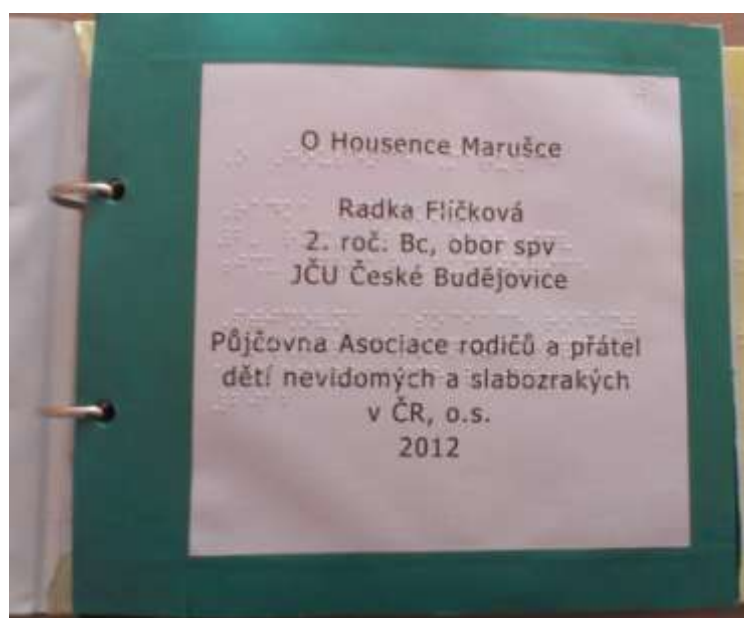 O Housence Marušce
Radka Flíčková
2. roč. Bc, obor spv
JČU České Budějovice
Půjčovna Asociace rodičů a přátel
dětí nevidomých a slabozrakých
v ČR, o.s.
2012